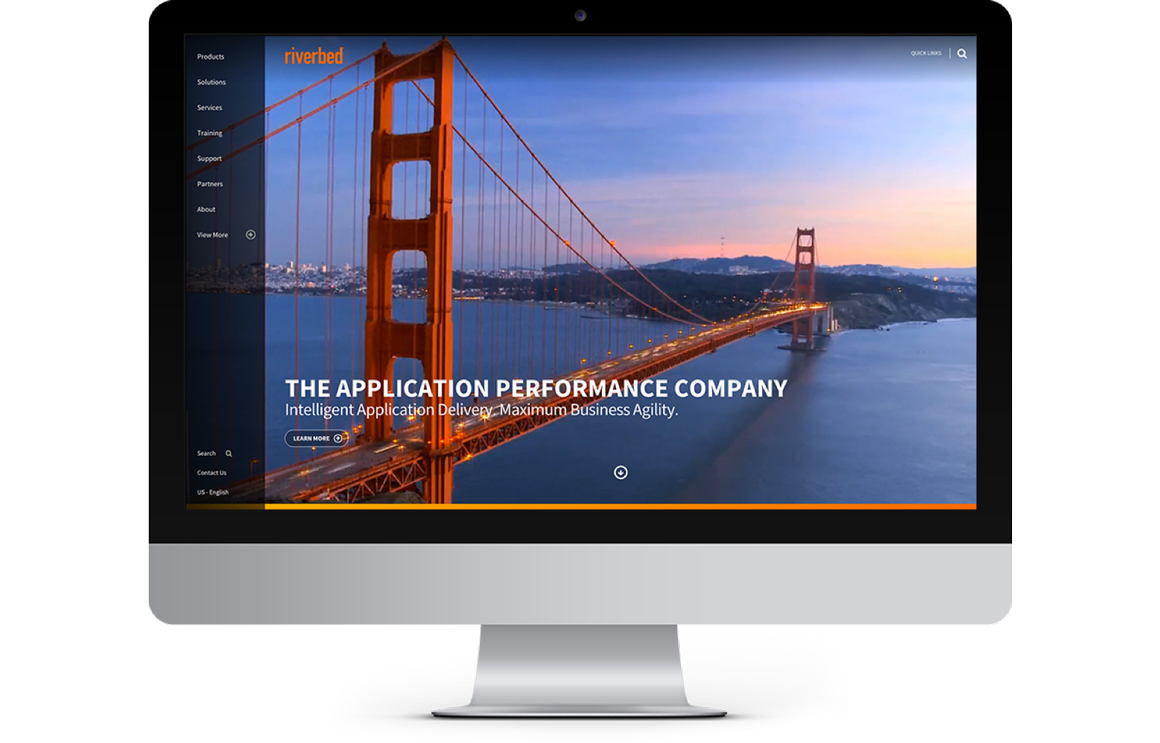 Products
Solutions
Services
Training
Support
Partners
About
View More
riverbed
QUICK LINKS
THE APPLICATION PERFORMANCE COMPANY
Intelligent Application Delivery. Maximum Business Agility.
LEARN MORE
Search
Contact Us
US - English